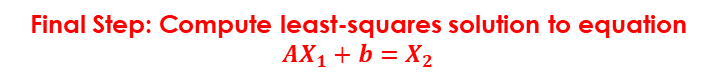 Final Step: Compute least-squares solution to equation
𝐴𝑋₁ + 𝑏 = 𝑋₂